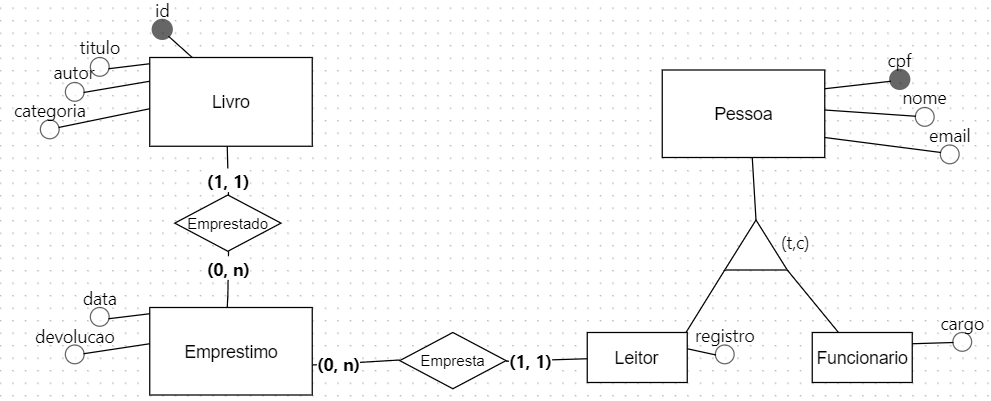 id
titulo
autor
categoria
Livro
(1, 1)
Emprestado
(0, n)
data
devolucao
Emprestimo
(0, n)
Empresta
(1, 1)
Leitor
registro
Pessoa
cpf
nome
email
(t,c)
Funcionario
cargo